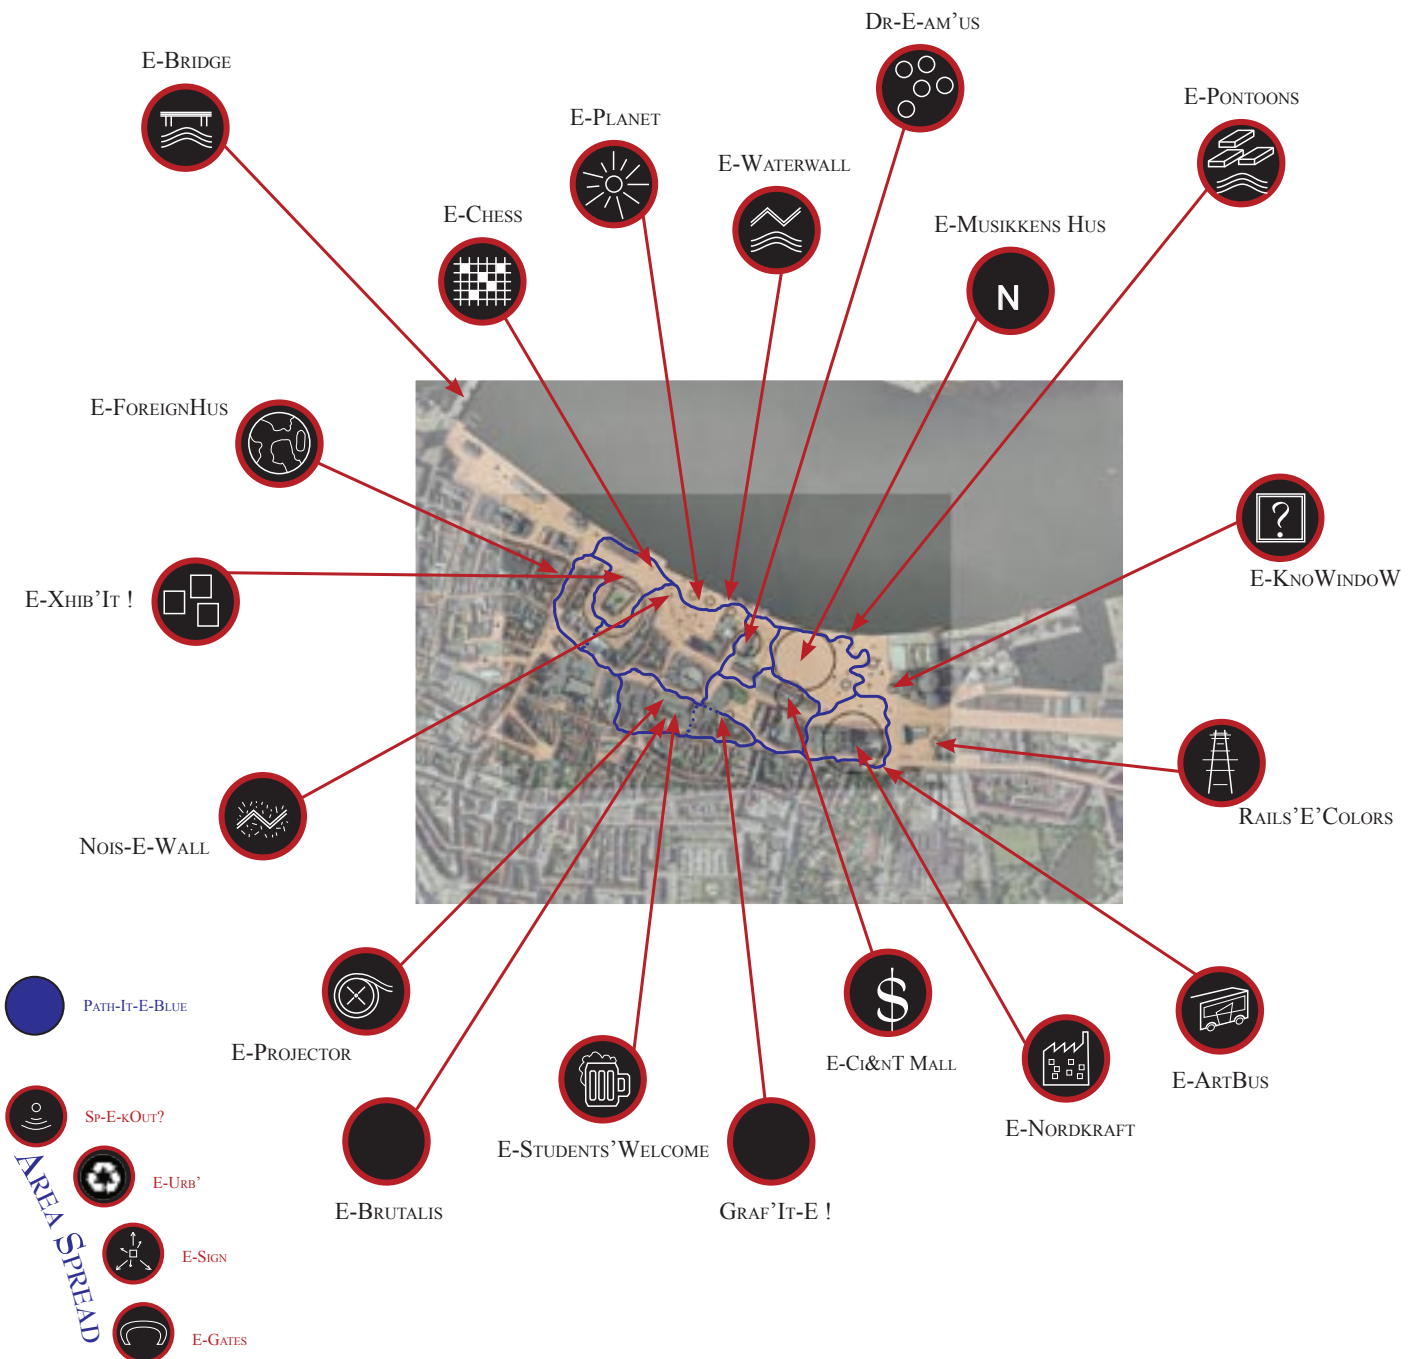 Dr-E-am’us
E-Bridge
E-Pontoons
E-Planet
E-Waterwall
E-Chess
E-Musikkens Hus
N
E-ForeignHus
?
E-KnoWindoW
E-Xhib’It !
Rails’E’Colors
Nois-E-Wall
$
Path-It-E-Blue
E-Projector
E-Ci&nT Mall
E-ArtBus
Sp-E-kOut?
E-Nordkraft
E-Students’Welcome
E-Urb’
E-Brutalis
Graf’It-E !
Area Spread
E-Sign
E-Gates